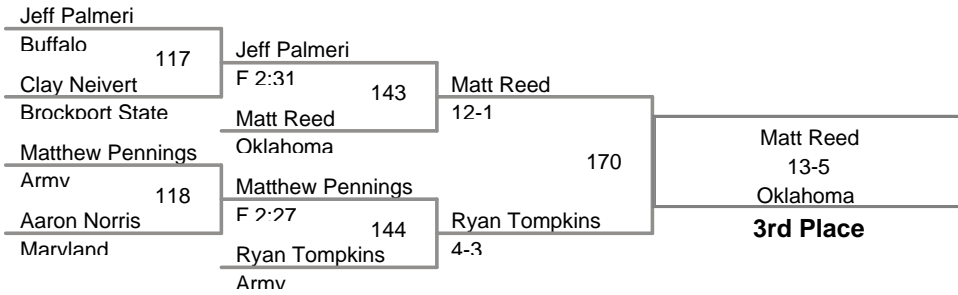 Jeff Palmeri
Buffalo
117
Clay Neivert
Brockport State
Matthew Pennings
Army
118
Aaron Norris
Maryland
Jeff Palmeri
F 2:31
143
Matt Reed
Oklahoma
Matthew Pennings
F 2:27
144
Ryan Tompkins
Army
Matt Reed
12-1
170
Ryan Tompkins
4-3
Matt Reed
13-5
Oklahoma
3rd Place